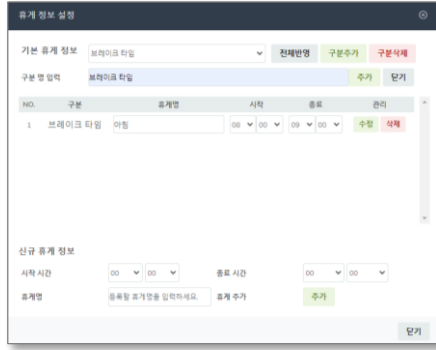 휴게 정보 설정
기본 휴게 정보 브레이크 타임 전체반영 구분추가 구분삭제
구분 명 입력 브레이크 타임 추가 닫기
NO. 구분 휴게명 시작 종료 관리
1 브레이크 타임 아침 08 00 09 00 수정 삭제
신규 휴게 정보
시작 시간 00 00 종료 시간 00 00
휴게명 등록할 휴게명을 입력하세요. 휴게 추가 추가
닫기